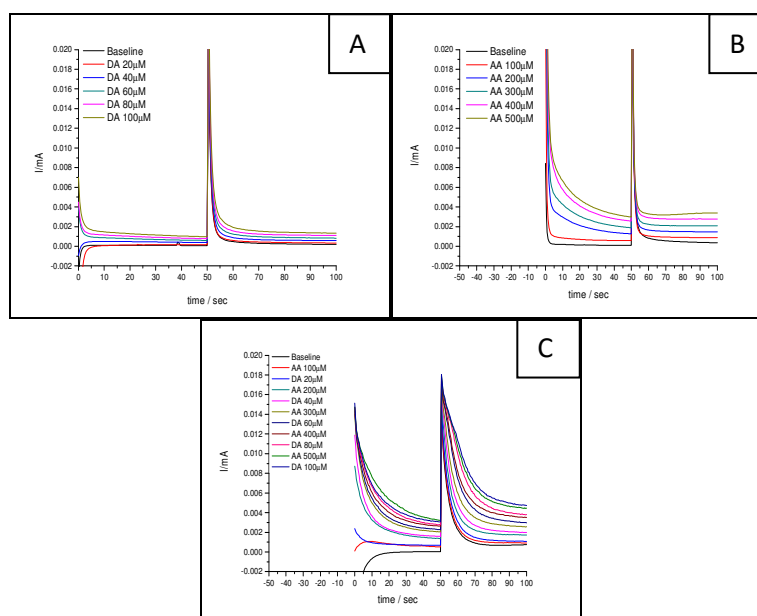 A
0.020
0.018
0.016
0.014
0.012
0.010
0.008
0.006
0.004
0.002
0.000
-0.002
I/mA
Baseline
DA 20μM
DA 40μM
DA 60μM
DA 80μM
DA 100μM
0 10 20 30 40 50 60 70 80 90 100
time / sec
B
0.020
0.018
0.016
0.014
0.012
0.010
0.008
0.006
0.004
0.002
0.000
-0.002
I/mA
Baseline
AA 100μM
AA 200μM
AA 300μM
AA 400μM
AA 500μM
-50 -40 -30 -20 -10 0 10 20 30 40 50 60 70 80 90 100
time / sec
C
0.020
0.018
0.016
0.014
0.012
0.010
0.008
0.006
0.004
0.002
0.000
-0.002
I/mA
Baseline
AA 100μM
DA 20μM
AA 200μM
DA 40μM
AA 300μM
DA 60μM
AA 400μM
DA 80μM
AA 500μM
DA 100μM
-50 -40 -30 -20 -10 0 10 20 30 40 50 60 70 80 90 100
time / sec